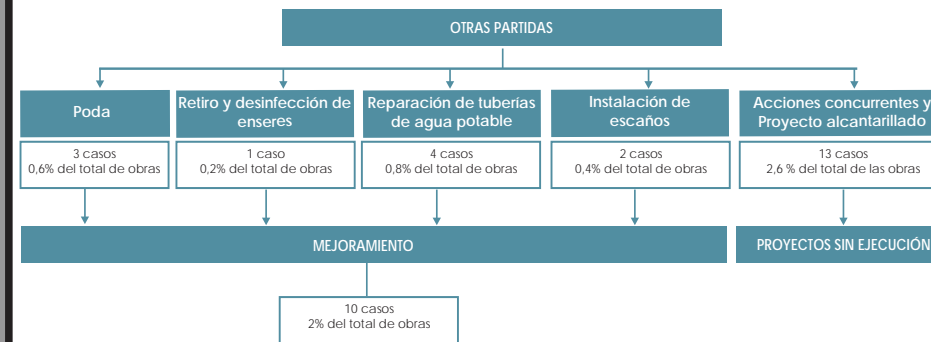 OTRAS PARTIDAS
Poda
3 casos
0,6% del total de obras
Retiro y desinfección de
enseres
1 caso
0,2% del total de obras
Reparación de tuberías
de agua potable
4 casos
0,8% del total de obras
Instalación de
escaños
2 casos
0,4% del total de obras
Acciones concurrentes y
Proyecto alcantarillado
13 casos
2,6 % del total de las obras
MEJORAMIENTO
PROYECTOS SIN EJECUCIÓN
10 casos
2% del total de obras